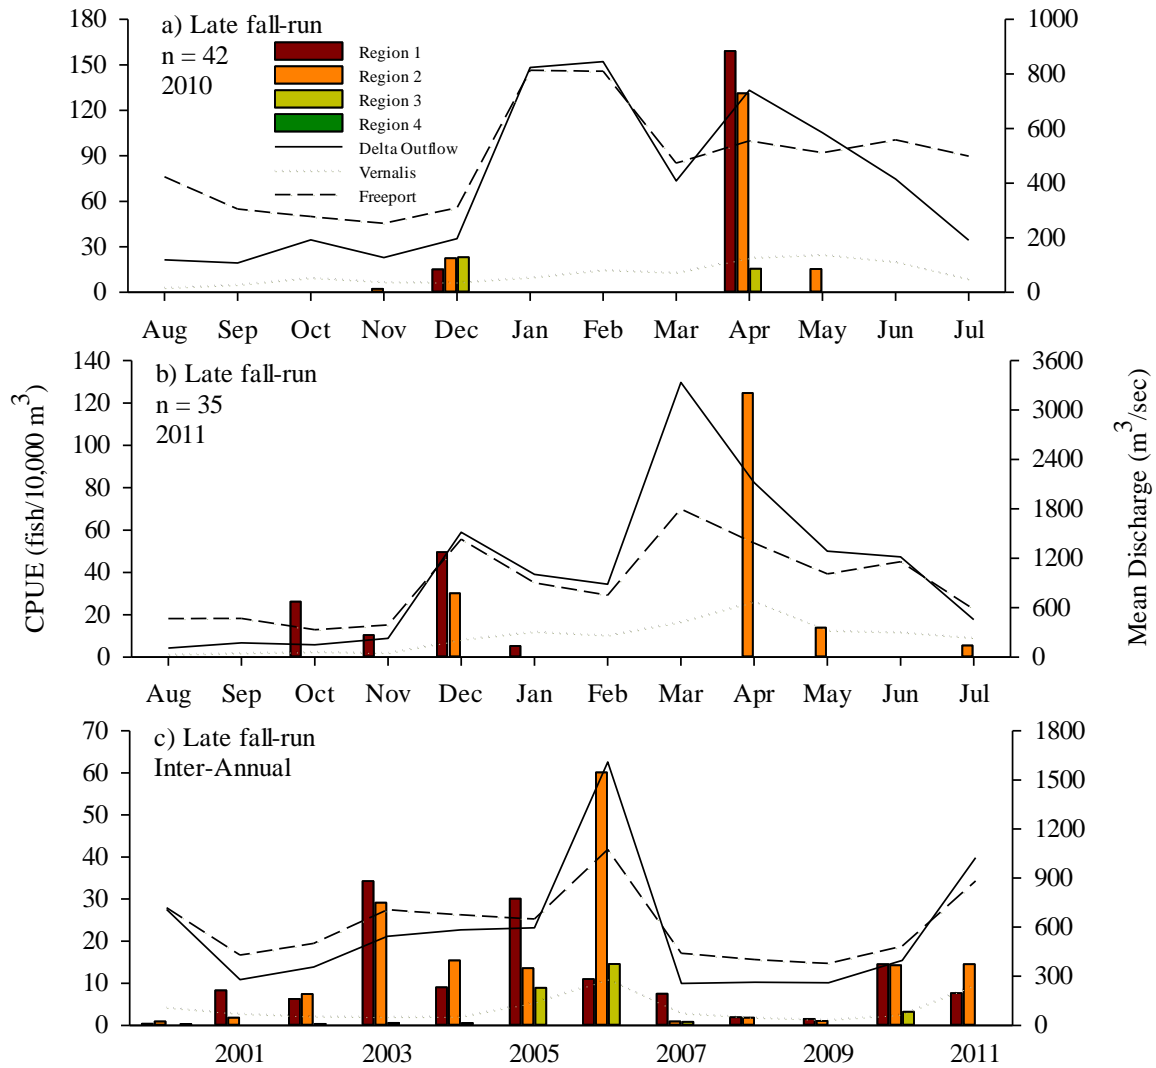 a) Late fall-run
n = 42
2010
Region 1
Region 2
Region 3
Region 4
Delta Outflow
Vernalis
Freeport
180
150
120
90
60
30
0
1000
800
600
400
200
0
Aug Sep Oct Nov Dec Jan Feb Mar Apr May Jun Jul
b) Late fall-run
n = 35
2011
140
120
100
80
60
40
20
0
3600
3000
2400
1800
1200
600
0
CPUE (fish/10,000 m³)
Mean Discharge (m³/sec)
Aug Sep Oct Nov Dec Jan Feb Mar Apr May Jun Jul
c) Late fall-run
Inter-Annual
70
60
50
40
30
20
10
0
1800
1500
1200
900
600
300
0
2001 2003 2005 2007 2009 2011